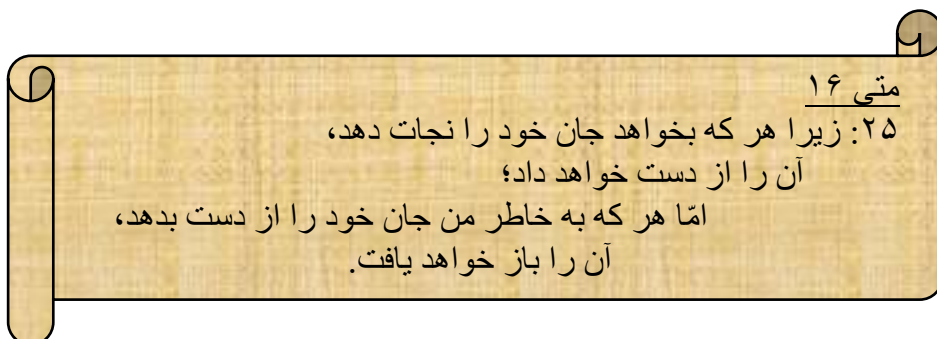 متی ۱۶
۲۵: زیرا هر که بخواهد جان خود را نجات دهد،
آن را از دست خواهد داد؛
امّا هر که به خاطر من جان خود را از دست بدهد،
آن را باز خواهد یافت.